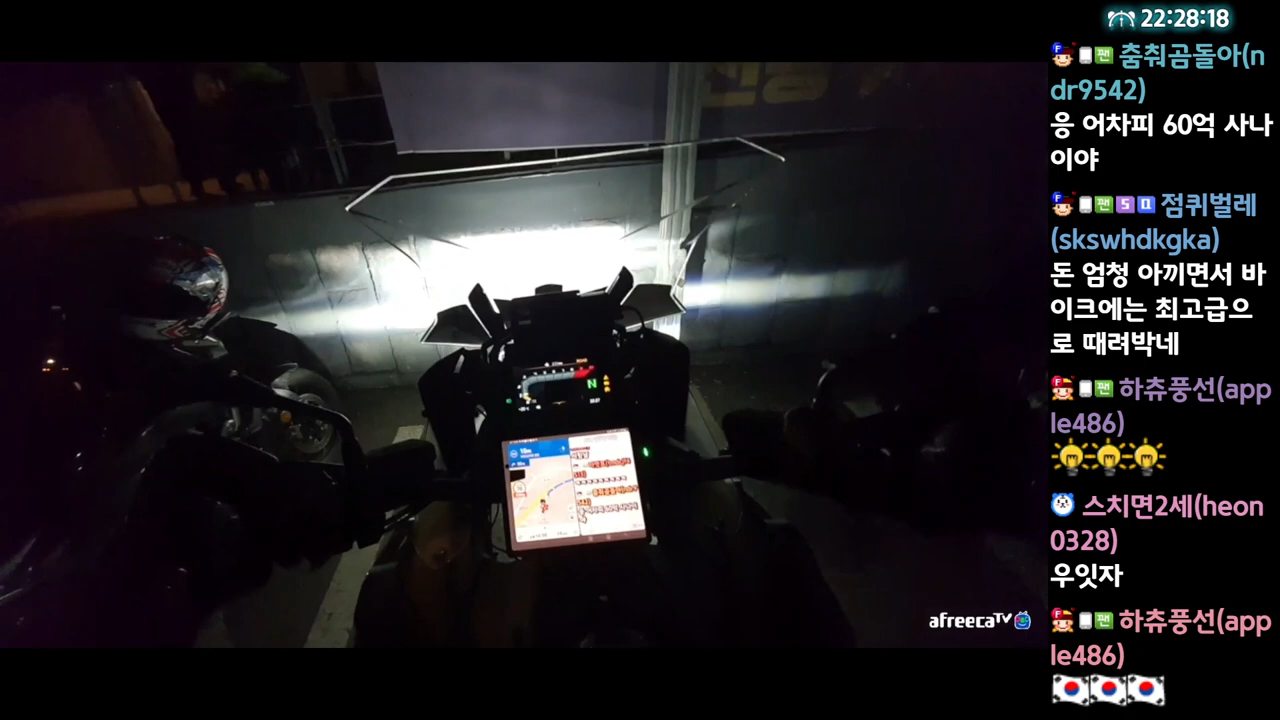 22:28:18
춤춰곰돌아(n
dr9542)
응 어차피 60억 사나
이야
점퀴벌레
(skswhdkgka)
돈 엄청 아끼면서 바
이크에는 최고급으
로 때려박네
하츄풍선(app
le486)
스치면2세(heon
0328)
우잇자
하츄풍선(app
le486)
afreecaTV
N